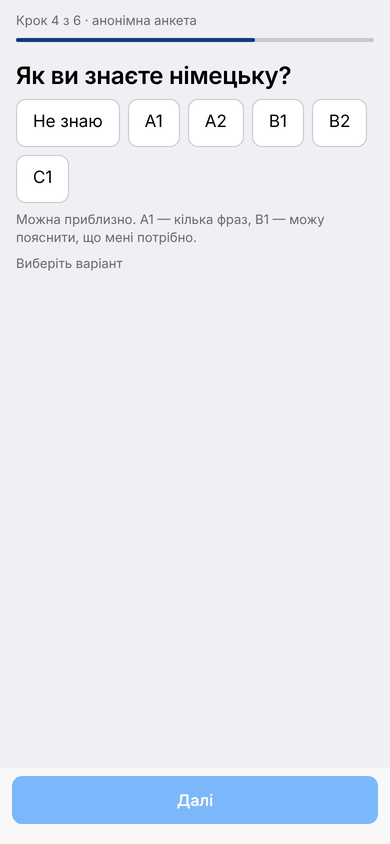 Крок 4 з 6 · анонімна анкета
Як ви знаєте німецьку?
Не знаю
A1
A2
B1
B2
C1
Можна приблизно. A1 — кілька фраз, B1 — можу
пояснити, що мені потрібно.
Виберіть варіант
Далі